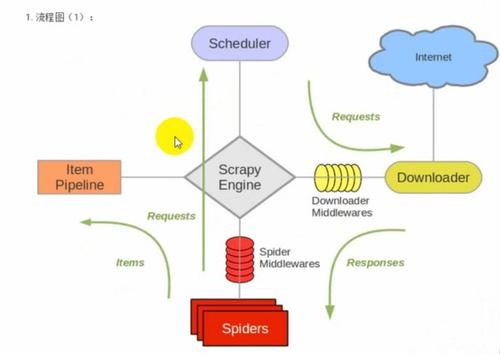 1. 流程图（1）：
Scheduler
Internet
Requests
Item
Pipeline
Scrapy
Engine
Downloader
Downloader
Middlewares
Requests
Spider
Middlewares
Items
Responses
Spiders